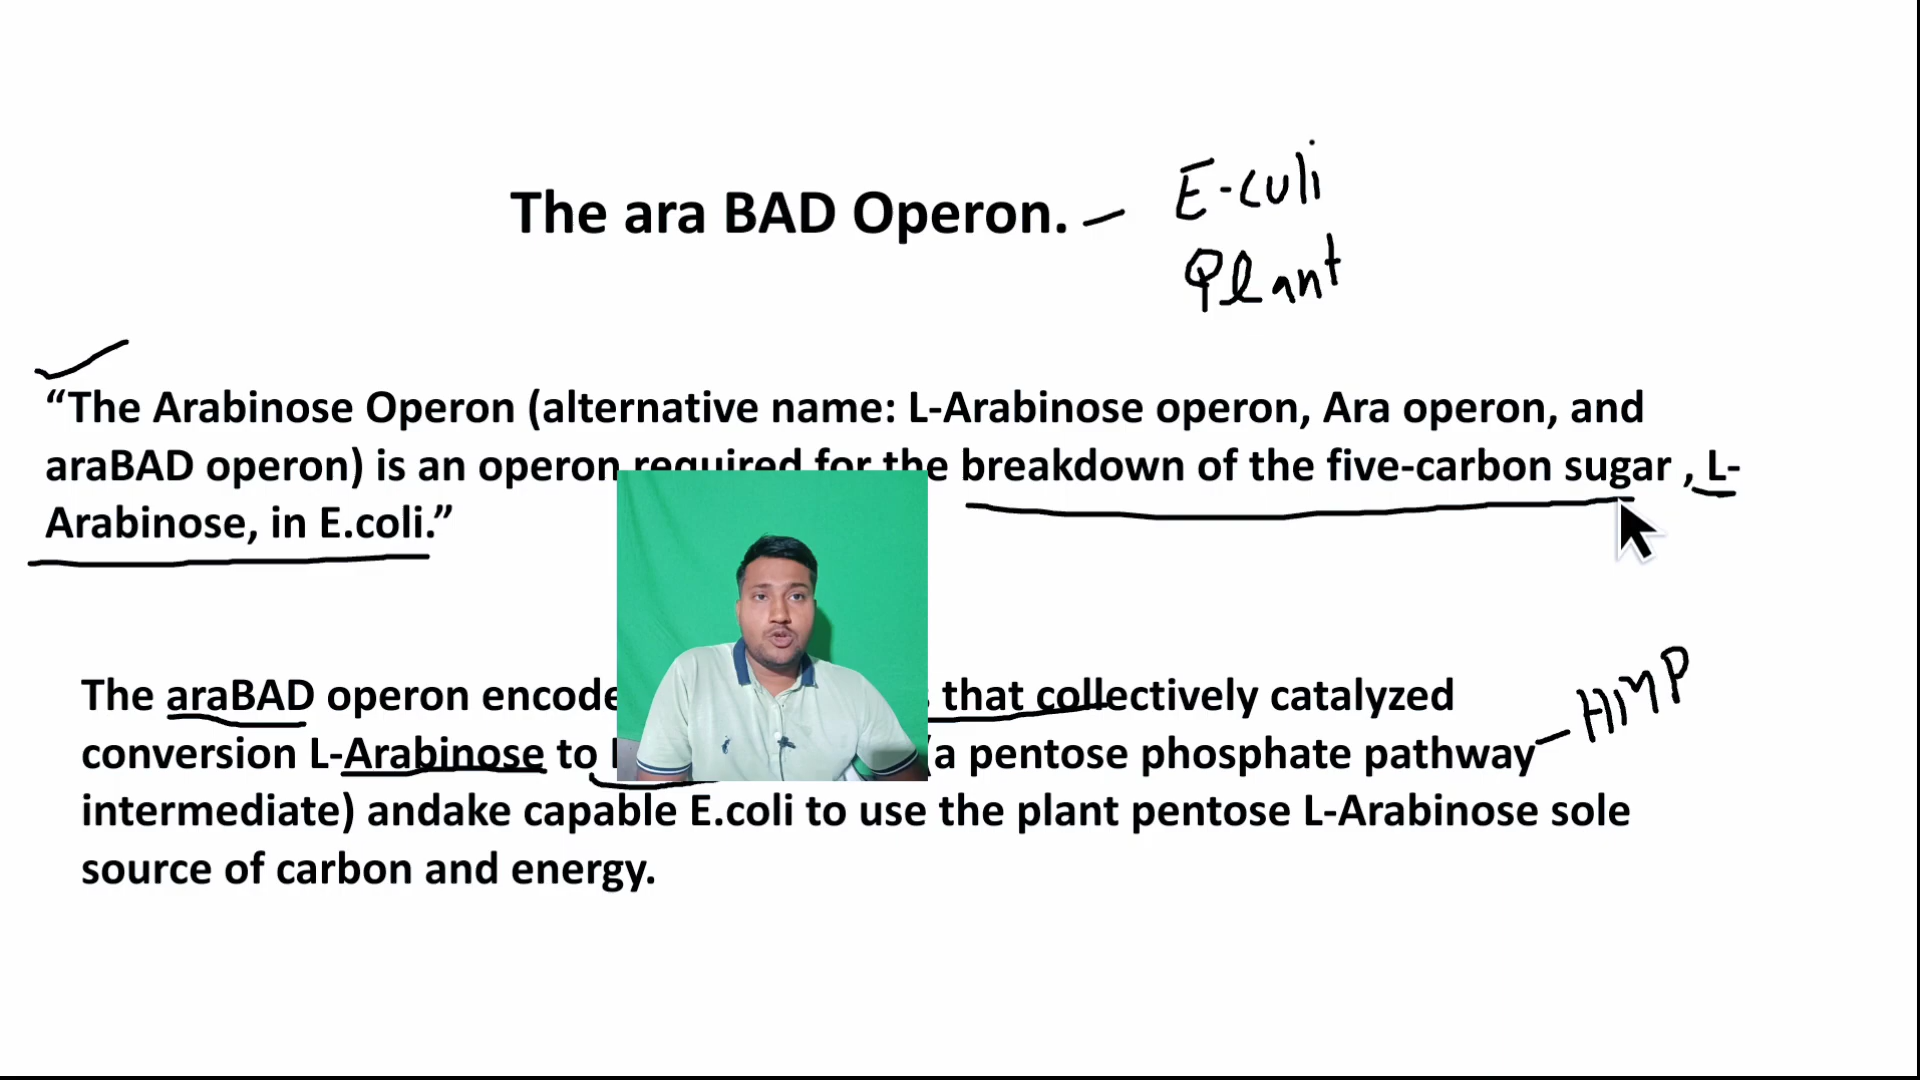 The ara BAD Operon. – E-coli
Plant
“The Arabinose Operon (alternative name: L-Arabinose operon, Ara operon, and
araBAD operon) is an operon required for the breakdown of the five-carbon sugar , L-
Arabinose, in E.coli.”
The araBAD operon that collectively catalyzed
conversion L-Arabinose to (a pentose phosphate pathway – HMP
intermediate) andake capable E.coli to use the plant pentose L-Arabinose sole
source of carbon and energy.